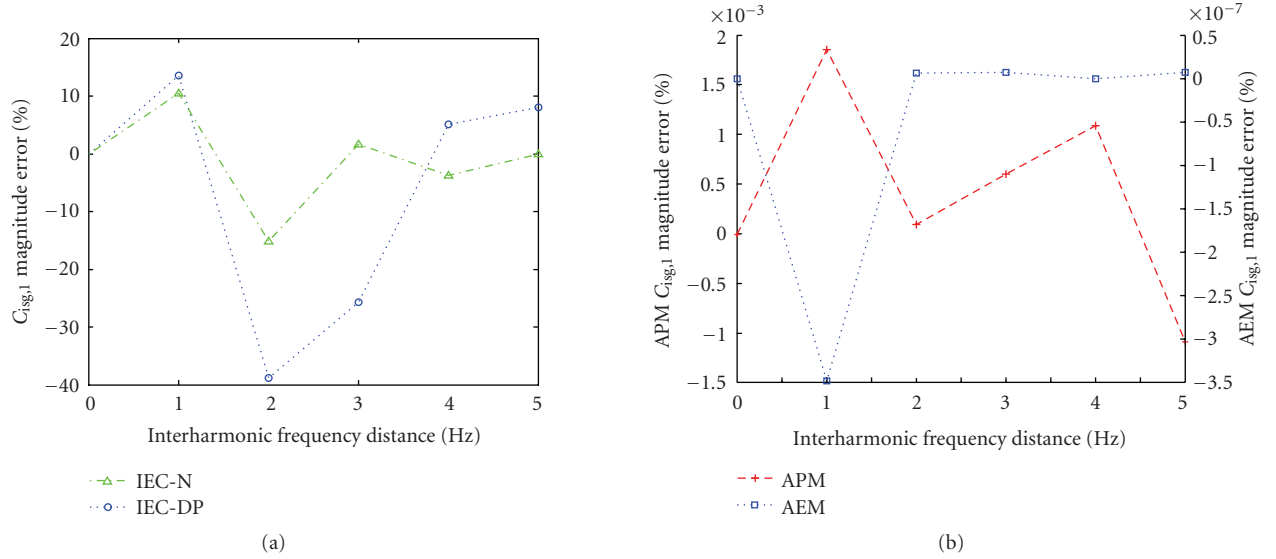 20
10
0
−10
−20
−30
−40
C_isg,1 magnitude error (%)
0 1 2 3 4 5
Interharmonic frequency distance (Hz)
IEC-N
IEC-DP
(a)
×10⁻³
2
1.5
1
0.5
0
−0.5
−1
−1.5
APM C_isg,1 magnitude error (%)
×10⁻⁷
0.5
0
−0.5
−1
−1.5
−2
−2.5
−3
−3.5
AEM C_isg,1 magnitude error (%)
0 1 2 3 4 5
Interharmonic frequency distance (Hz)
APM
AEM
(b)